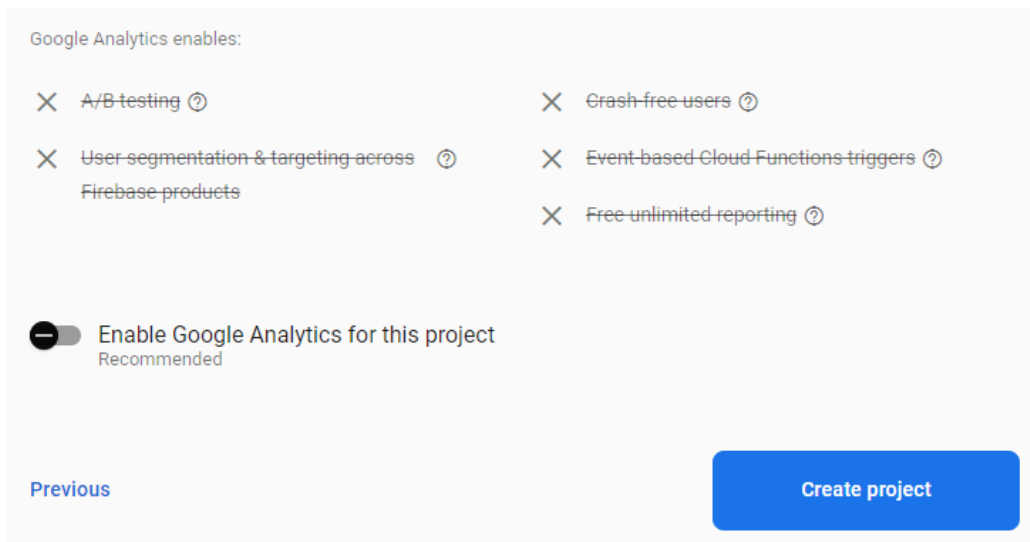 Google Analytics enables:
A/B testing
Crash-free users
User segmentation & targeting across
Firebase products
Event-based Cloud Functions triggers
Free unlimited reporting
Enable Google Analytics for this project
Recommended
Previous
Create project